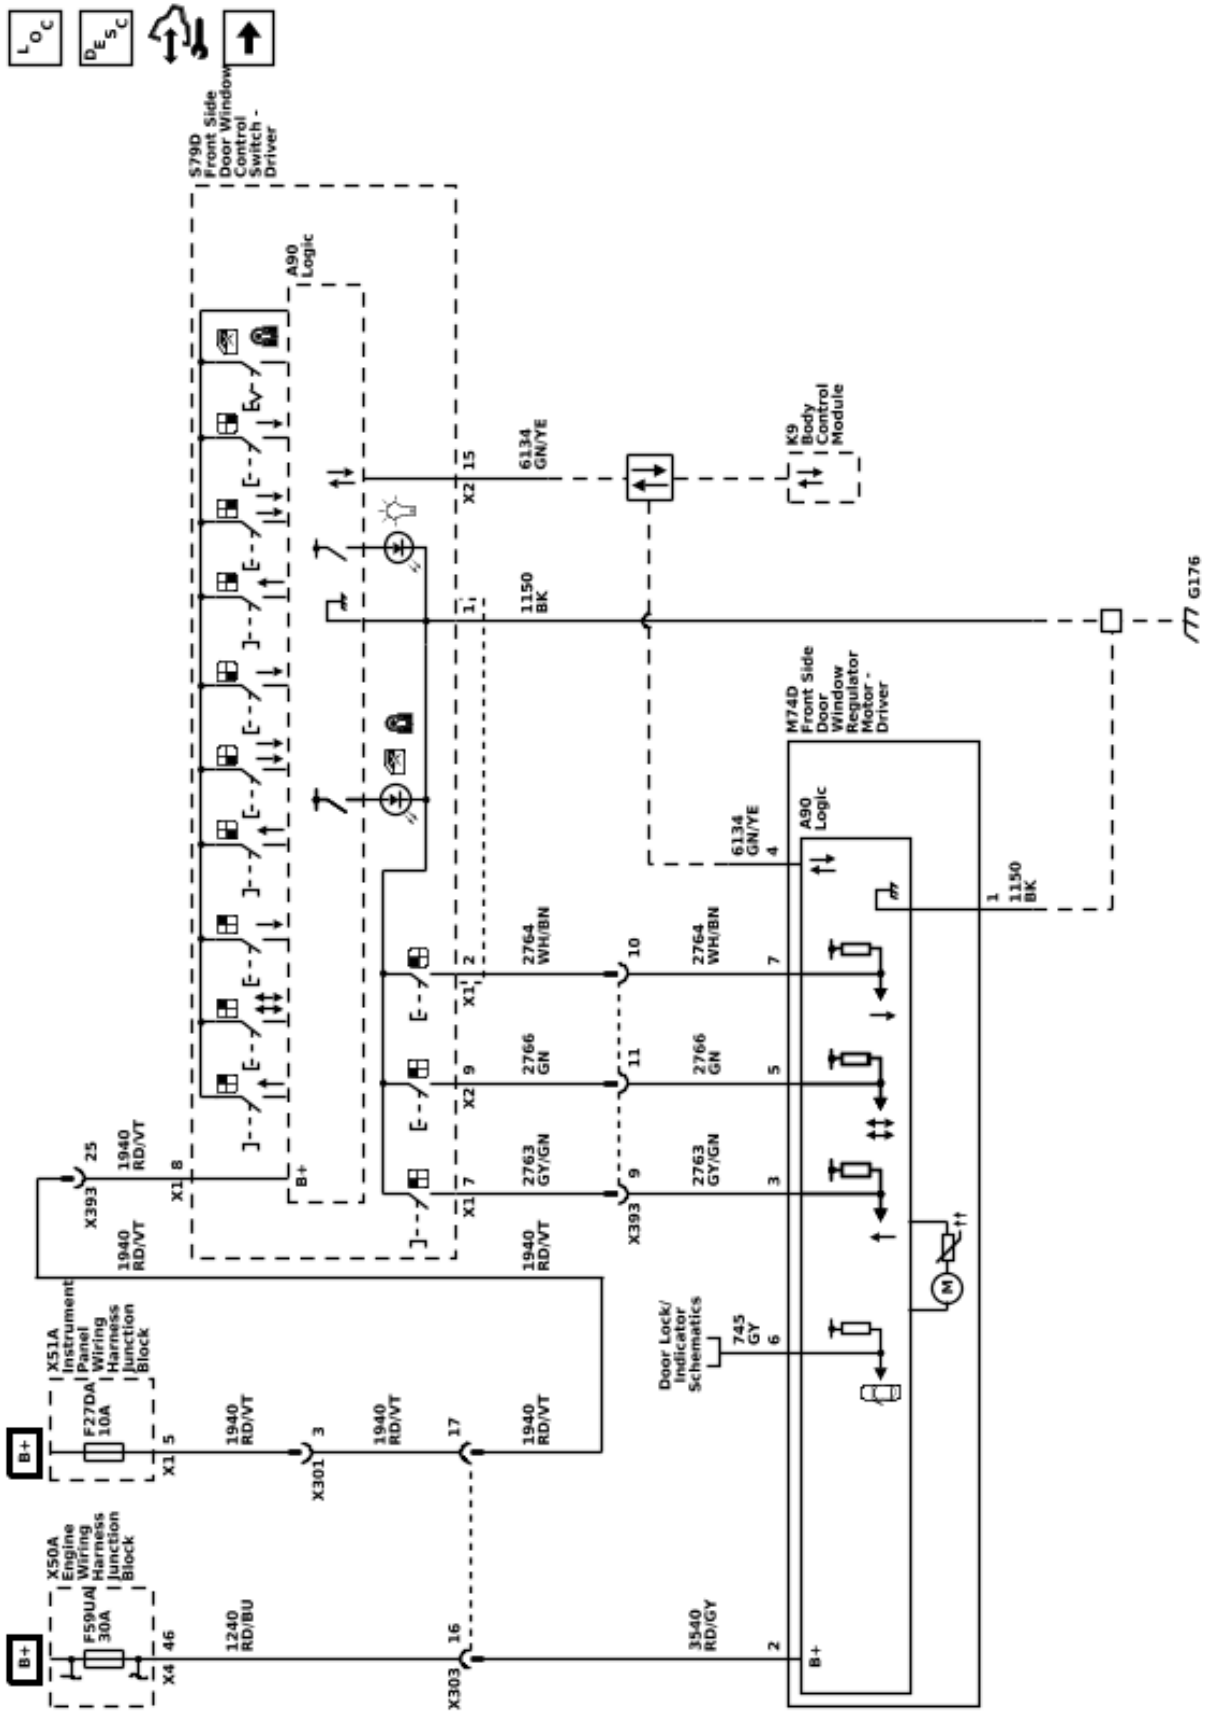 B+
B+
LOC
DESC
X50A
Engine
Wiring
Harness
Junction
Block
F59UA
30A
X4 46
X51A
Instrument
Panel
Wiring
Harness
Junction
Block
F27DA
10A
X1 5
X393 25
1940
RD/VT
1940
RD/VT
X1 8
S79D
Front Side
Door Window
Control
Switch -
Driver
1240
RD/BU
1940
RD/VT
B+
A90
Logic
X301 3
1940
RD/VT
X303 16
17
X1 7
X2 9
X1 2
1
X2 15
1940
RD/VT
1940
RD/VT
2763
GY/GN
2766
GN
2764
WH/BN
1150
BK
6134
GN/YE
X393 9
11
10
Door Lock/
Indicator
Schematics
3540
RD/GY
745
GY
2763
GY/GN
2766
GN
2764
WH/BN
6134
GN/YE
2
6
3
5
7
4
M74D
Front Side
Door
Window
Regulator
Motor -
Driver
K9
Body
Control
Module
B+
A90
Logic
M
1
1150
BK
G176